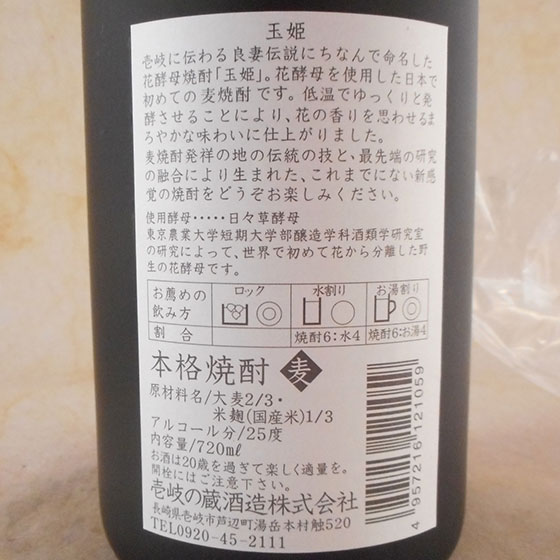 玉姫
壱岐に伝わる良妻伝説にちなんで命名した
花酵母焼酎「玉姫」。花酵母を使用した日本で
初めての麦焼酎です。低温でゆっくりと発
酵させることにより、花の香りを思わせるま
ろやかな味わいに仕上がりました。
麦焼酎発祥の地の伝統の技と、最先端の研究
の融合により生まれた、これまでにない新感
覚の焼酎をどうぞお楽しみください。
使用酵母・・・・・日々草酵母
東京農業大学短期大学部醸造学科酒類学研究室
の研究によって、世界で初めて花から分離した野
生の花酵母です。
お薦めの飲み方 ロック ◎ 水割り ○ お湯割り ◎
割合 焼酎6:水4 焼酎6:お湯4
本格焼酎 麦
原材料名/大麦2/3・
米麹(国産米)1/3
アルコール分/25度
内容量/720mℓ
お酒は20歳を過ぎて楽しく適量を。
開栓にはご注意下さい。
壱岐の蔵酒造株式会社
長崎県壱岐市芦辺町湯岳本村触520
TEL0920-45-2111
4957216121059